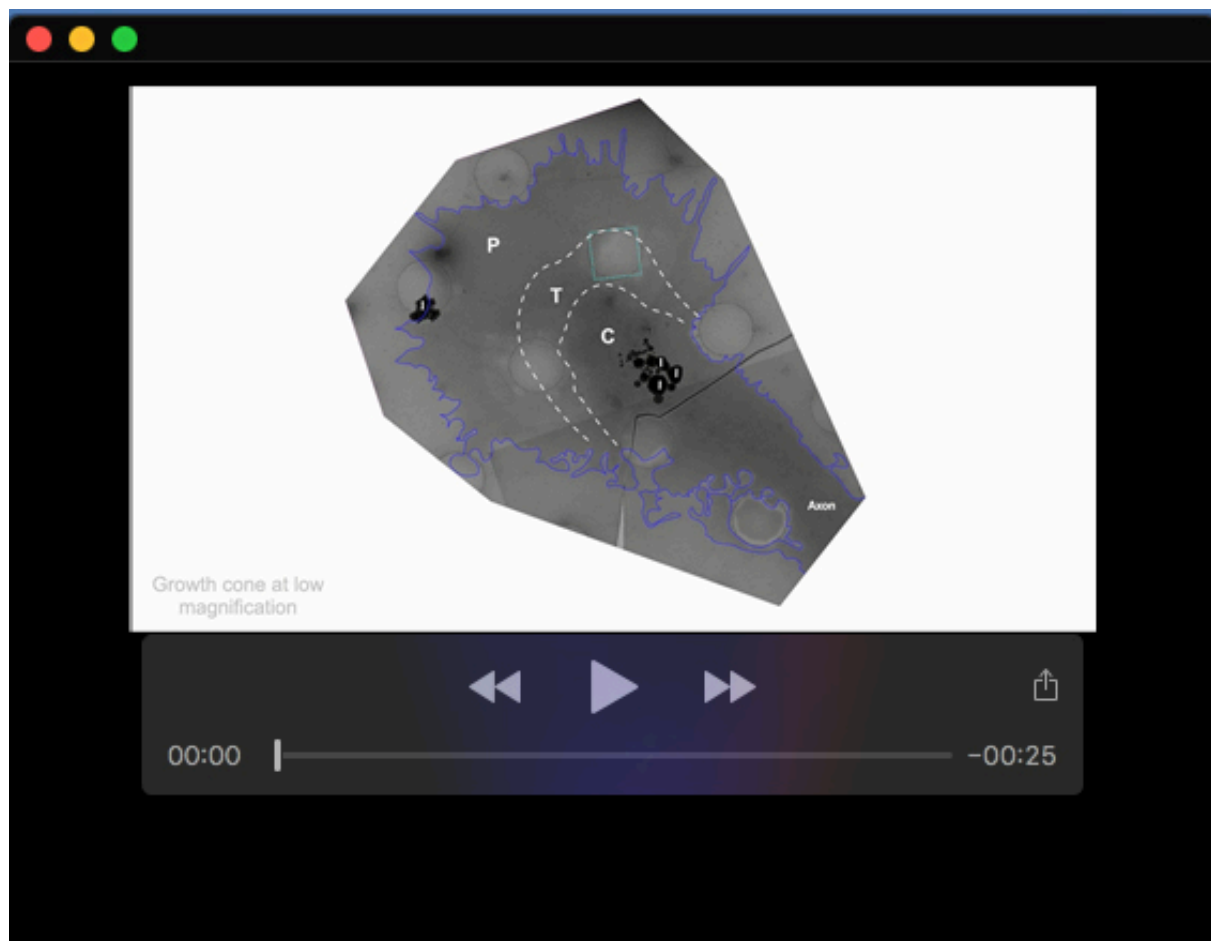 P
T
C
I
I
I
I
Axon
Growth cone at low
magnification
00:00
-00:25